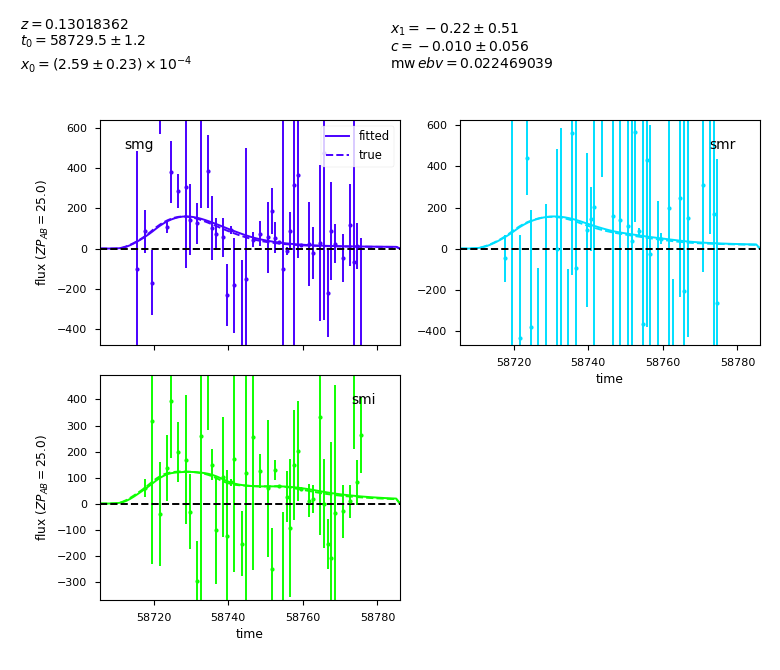 z = 0.13018362
t₀ = 58729.5 ± 1.2
x₀ = (2.59 ± 0.23) × 10⁻⁴
x₁ = −0.22 ± 0.51
c = −0.010 ± 0.056
mw ebv = 0.022469039
smg
fitted
true
600
400
200
0
−200
−400
flux (ZP_AB = 25.0)
smr
600
400
200
0
−200
−400
58720
58740
58760
58780
time
smi
400
300
200
100
0
−100
−200
−300
flux (ZP_AB = 25.0)
58720
58740
58760
58780
time